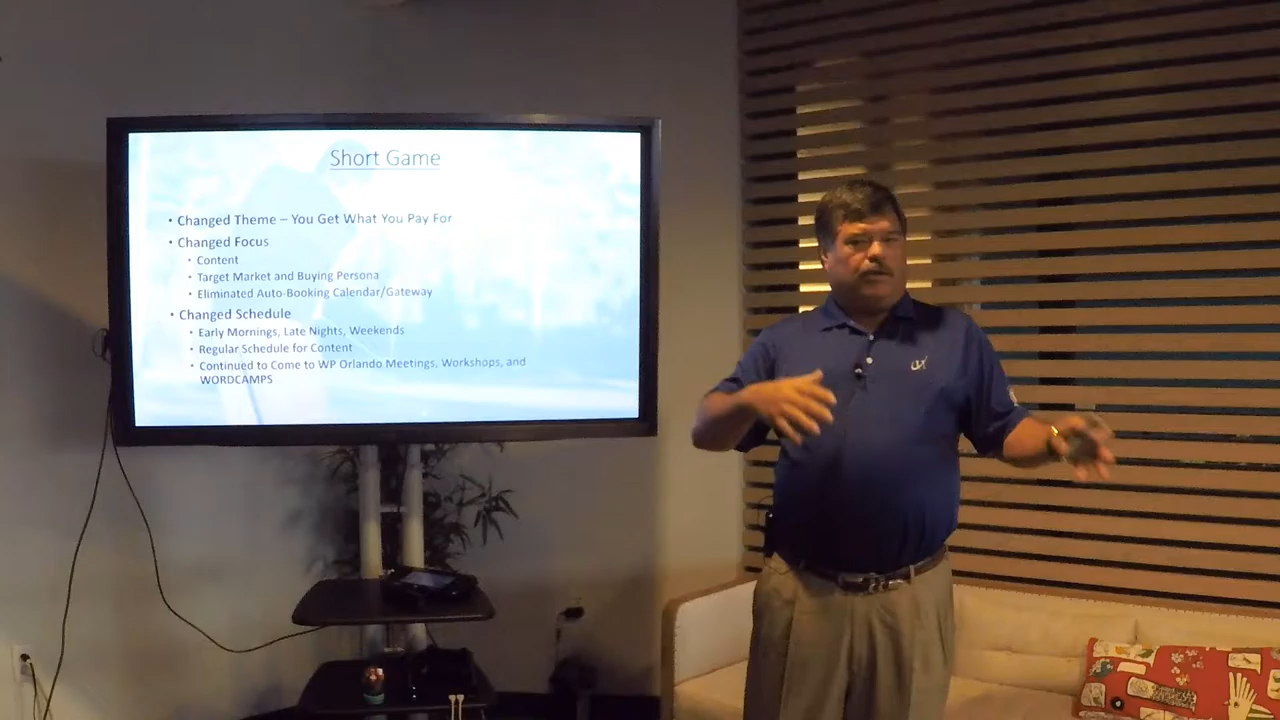 Short Game
• Changed Theme – You Get What You Pay For
• Changed Focus
• Content
• Target Market and Buying Persona
• Eliminated Auto-Booking Calendar/Gateway
• Changed Schedule
• Early Mornings, Late Nights, Weekends
• Regular Schedule for Content
• Continued to Come to WP Orlando Meetings, Workshops, and
WORDCAMPS